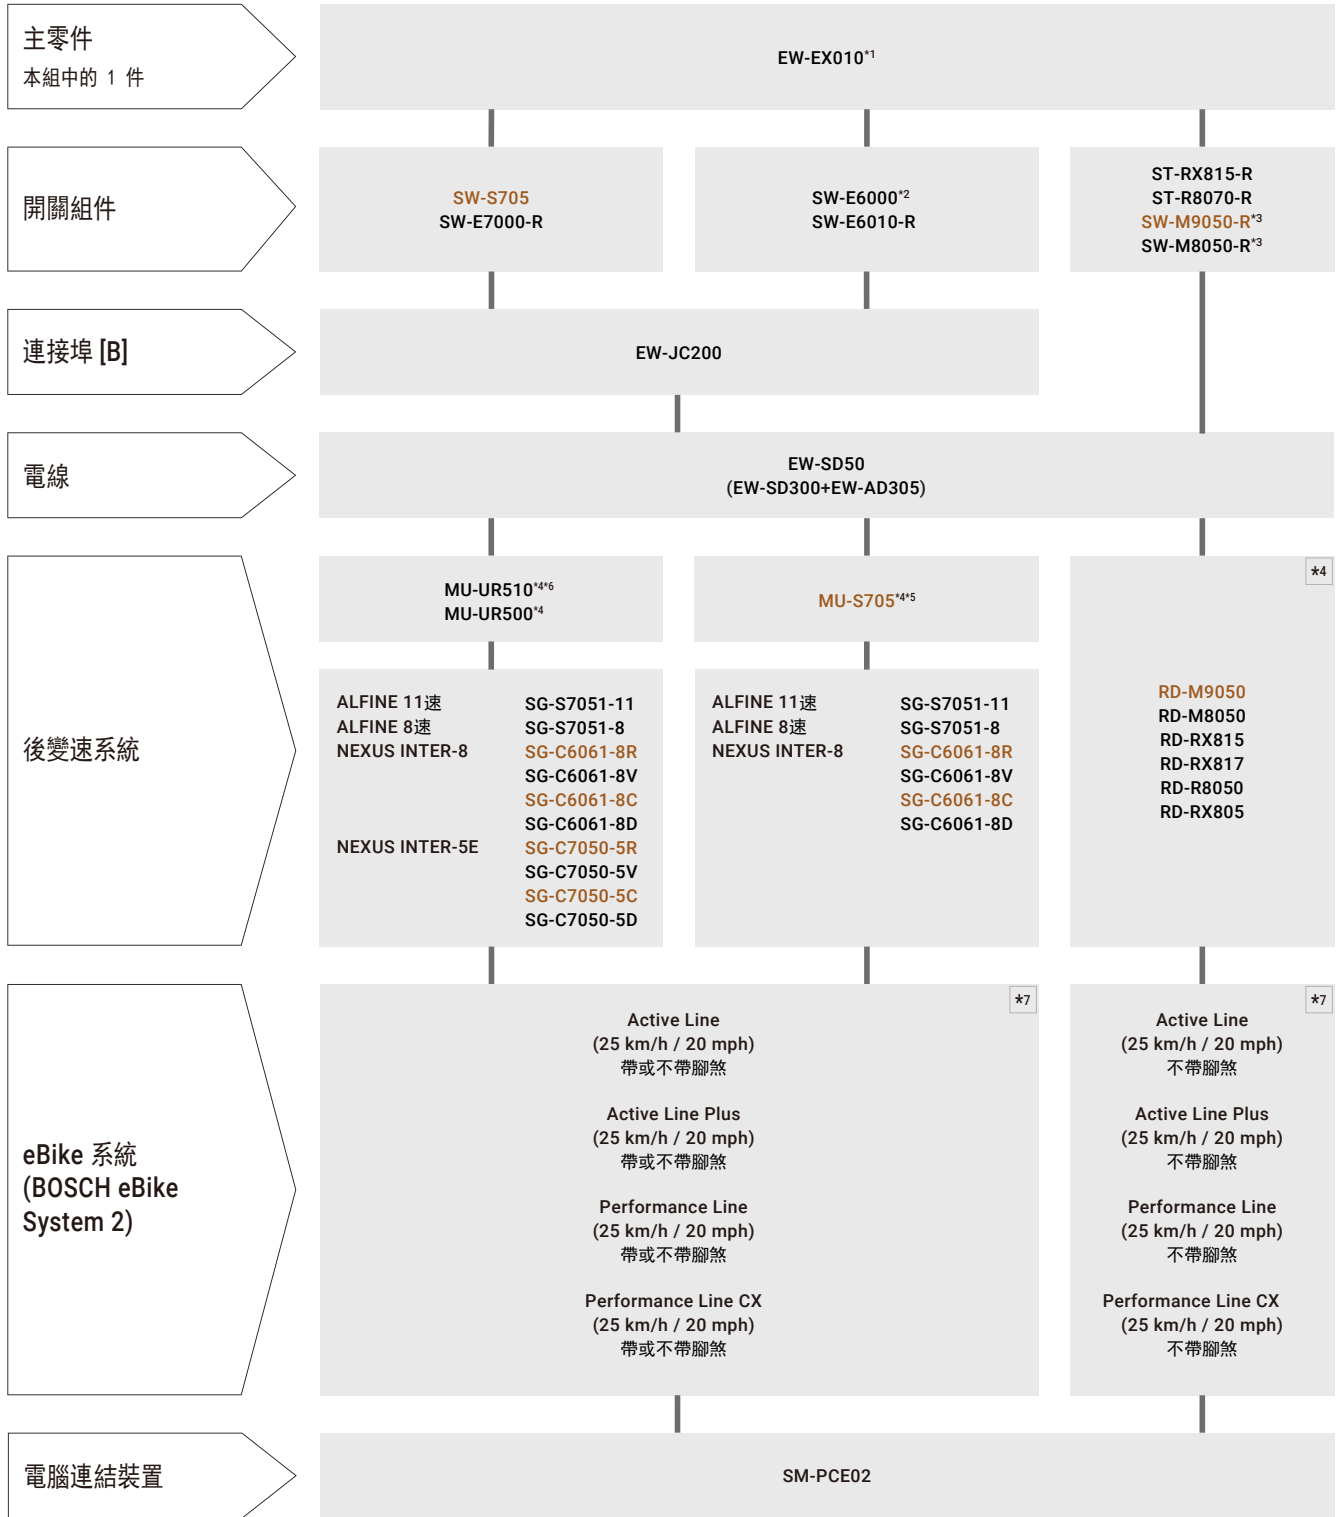 主零件
本組中的 1 件
EW-EX010*1
開關組件
SW-S705
SW-E7000-R
SW-E6000*2
SW-E6010-R
ST-RX815-R
ST-R8070-R
SW-M9050-R*3
SW-M8050-R*3
連接埠 [B]
EW-JC200
電線
EW-SD50
(EW-SD300+EW-AD305)
後變速系統
MU-UR510*4*6
MU-UR500*4
ALFINE 11速 SG-S7051-11
ALFINE 8速 SG-S7051-8
NEXUS INTER-8 SG-C6061-8R
SG-C6061-8V
SG-C6061-8C
SG-C6061-8D
NEXUS INTER-5E SG-C7050-5R
SG-C7050-5V
SG-C7050-5C
SG-C7050-5D
MU-S705*4*5
ALFINE 11速 SG-S7051-11
ALFINE 8速 SG-S7051-8
NEXUS INTER-8 SG-C6061-8R
SG-C6061-8V
SG-C6061-8C
SG-C6061-8D
*4
RD-M9050
RD-M8050
RD-RX815
RD-RX817
RD-R8050
RD-RX805
eBike 系統
(BOSCH eBike
System 2)
*7
Active Line
(25 km/h / 20 mph)
帶或不帶腳煞
Active Line Plus
(25 km/h / 20 mph)
帶或不帶腳煞
Performance Line
(25 km/h / 20 mph)
帶或不帶腳煞
Performance Line CX
(25 km/h / 20 mph)
帶或不帶腳煞
*7
Active Line
(25 km/h / 20 mph)
不帶腳煞
Active Line Plus
(25 km/h / 20 mph)
不帶腳煞
Performance Line
(25 km/h / 20 mph)
不帶腳煞
Performance Line CX
(25 km/h / 20 mph)
不帶腳煞
電腦連結裝置
SM-PCE02